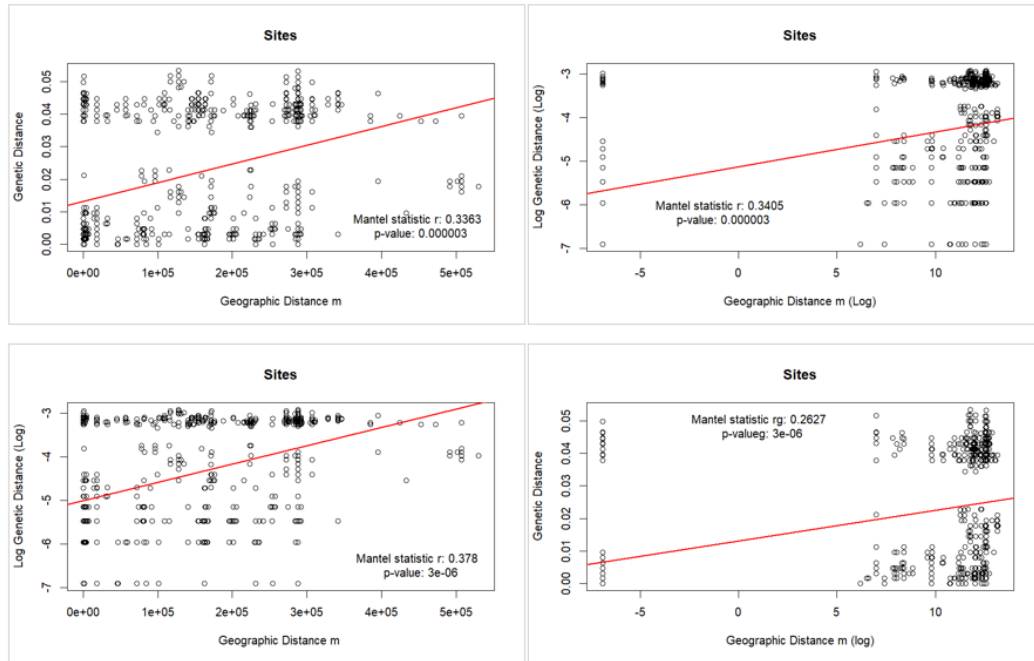 Sites
Genetic Distance
0.05
0.04
0.03
0.02
0.01
0.00
Mantel statistic r: 0.3363
p-value: 0.000003
0e+00 1e+05 2e+05 3e+05 4e+05 5e+05
Geographic Distance m
Sites
Log Genetic Distance (Log)
-3
-4
-5
-6
-7
Mantel statistic r: 0.3405
p-value: 0.000003
-5 0 5 10
Geographic Distance m (Log)
Sites
Log Genetic Distance (Log)
-3
-4
-5
-6
-7
Mantel statistic r: 0.378
p-value: 3e-06
0e+00 1e+05 2e+05 3e+05 4e+05 5e+05
Geographic Distance m
Sites
Genetic Distance
0.05
0.04
0.03
0.02
0.01
0.00
Mantel statistic rg: 0.2627
p-valueg: 3e-06
-5 0 5 10
Geographic Distance m (log)